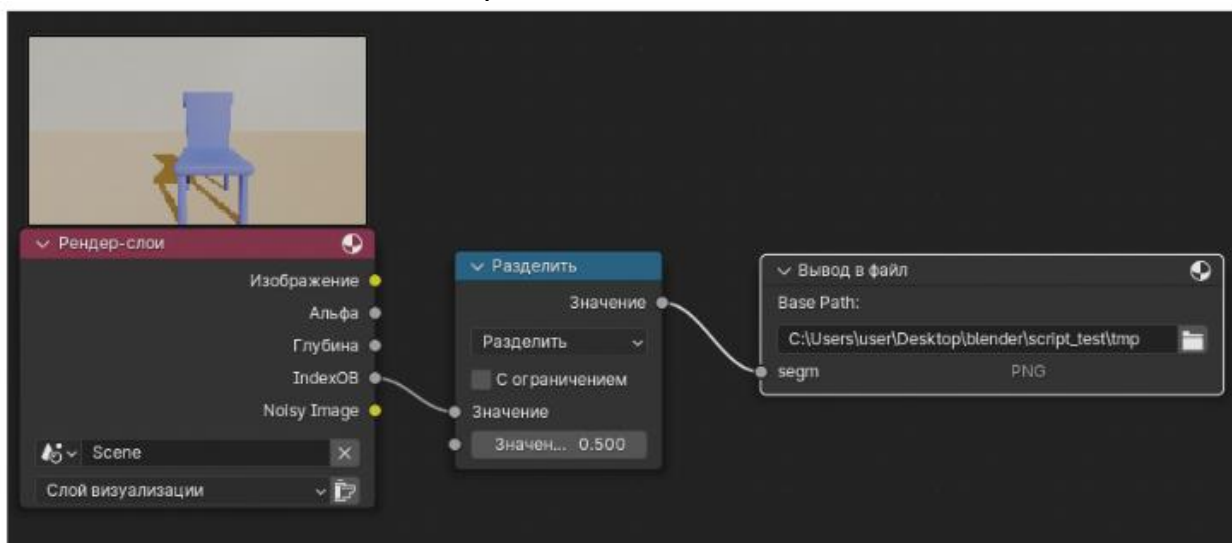 Рендер-слои
Изображение
Альфа
Глубина
IndexOB
Noisy Image
Scene
Слой визуализации
Разделить
Значение
Разделить
С ограничением
Значение
Значен... 0.500
Вывод в файл
Base Path:
C:\Users\user\Desktop\blender\script_test\tmp
segm PNG